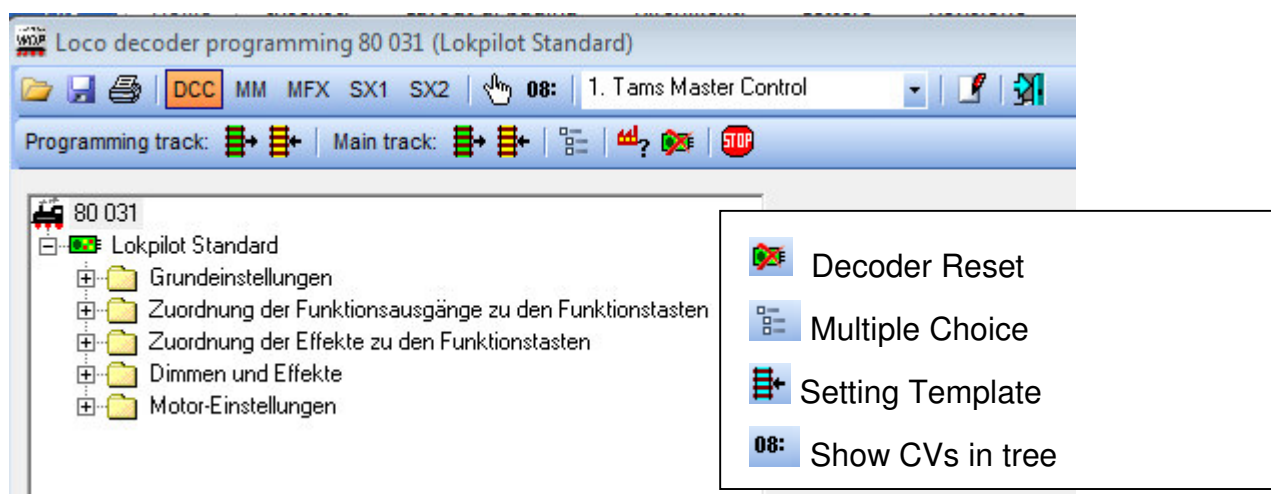 Loco decoder programming 80 031 (Lokpilot Standard)
DCC MM MFX SX1 SX2 08: 1. Tams Master Control
Programming track: Main track: ? STOP
80 031
Lokpilot Standard
Grundeinstellungen
Zuordnung der Funktionsausgänge zu den Funktionstasten
Zuordnung der Effekte zu den Funktionstasten
Dimmen und Effekte
Motor-Einstellungen
Decoder Reset
Multiple Choice
Setting Template
08: Show CVs in tree